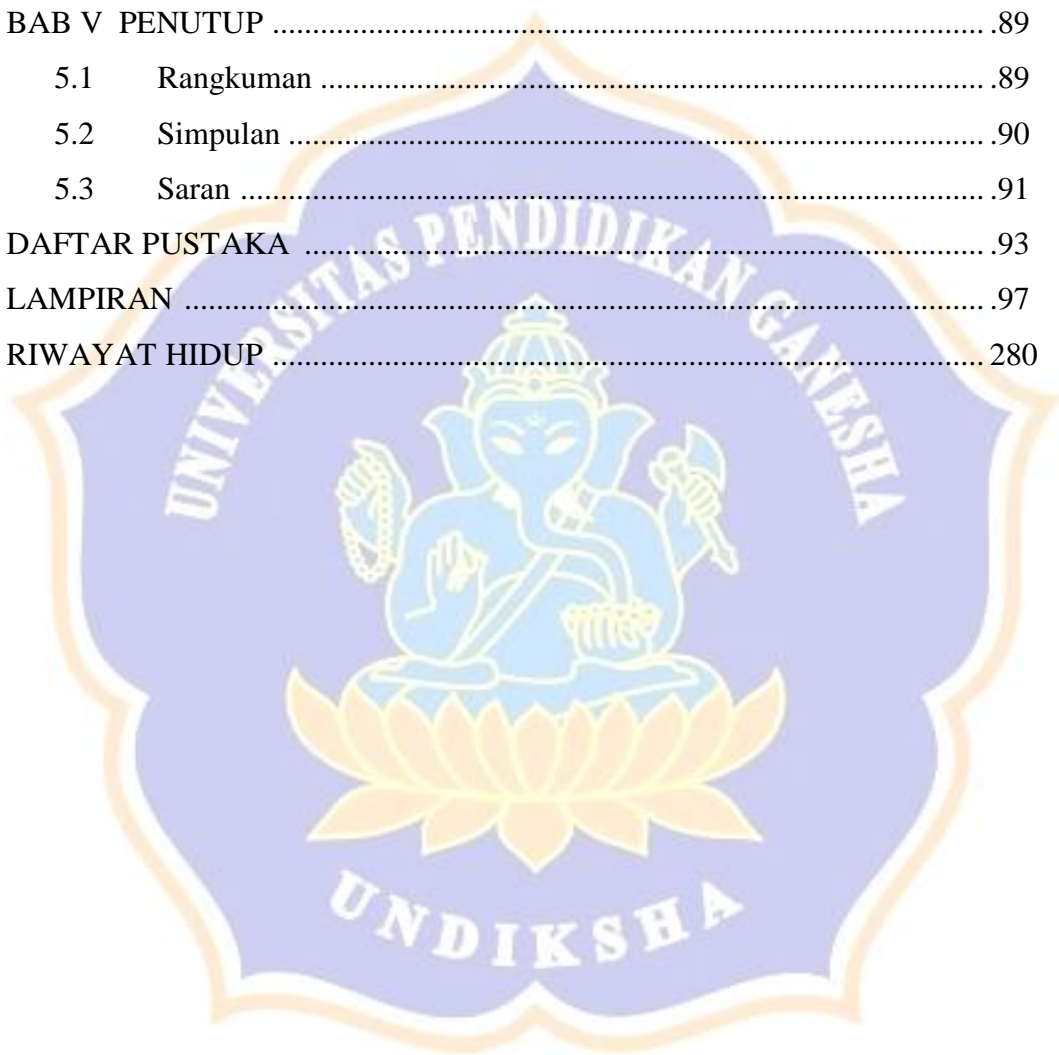 BAB V PENUTUP ........................................................................................ .89
5.1 Rangkuman .................................................................................. .89
5.2 Simpulan ...................................................................................... .90
5.3 Saran ............................................................................................ .91
DAFTAR PUSTAKA .................................................................................... .93
LAMPIRAN ................................................................................................... .97
RIWAYAT HIDUP ........................................................................................ 280
UNIVERSITAS PENDIDIKAN GANESHA
UNDIKSHA